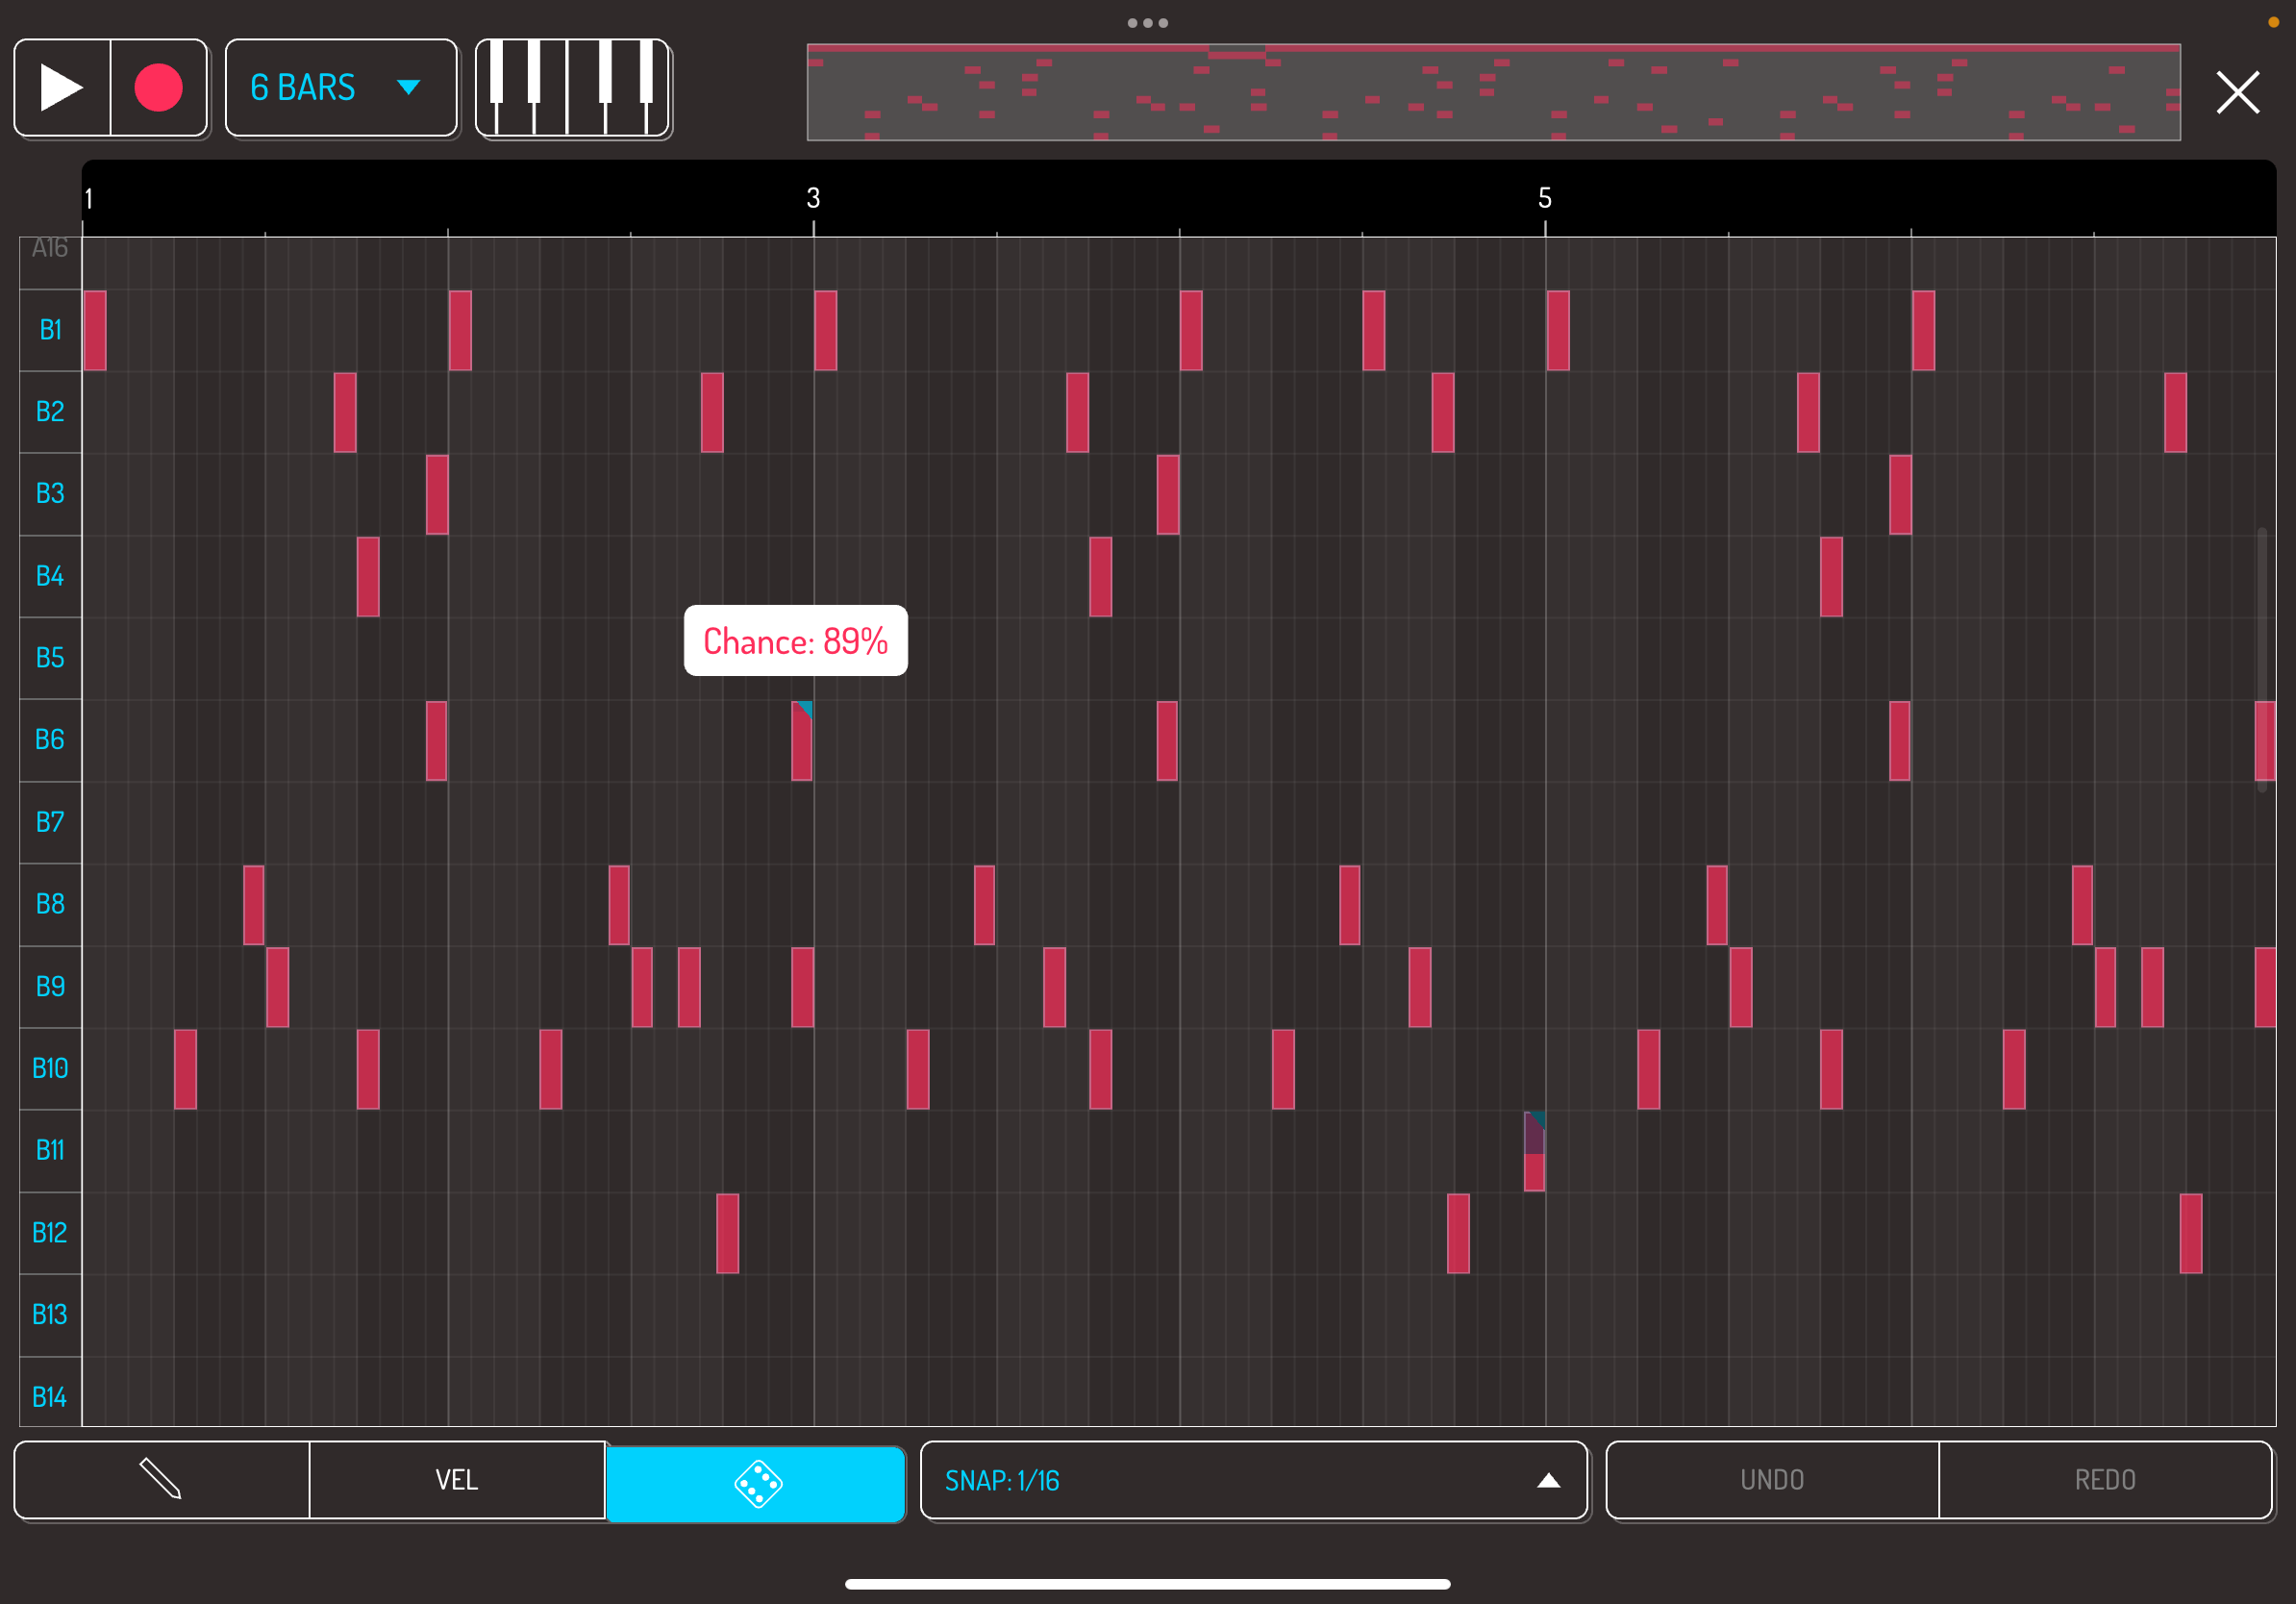 6 BARS
1 3 5
A16
B1
B2
B3
B4
Chance: 89%
B5
B6
B7
B8
B9
B10
B11
B12
B13
B14
VEL
SNAP: 1/16
UNDO
REDO